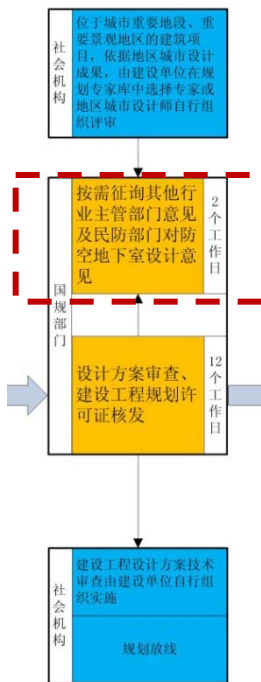 社会机构
位于城市重要地段、重
要景观地区的建筑项
目，依据地区城市设计
成果，由建设单位在规
划专家库中选择专家或
地区城市设计师自行组
织评审
国规部门
按需征询其他行
业主管部门意见
及民防部门对防
空地下室设计意
见
2个工作日
设计方案审查、
建设工程规划许
可证核发
12个工作日
社会机构
建设工程设计方案技术
审查由建设单位自行组
织实施
规划放线